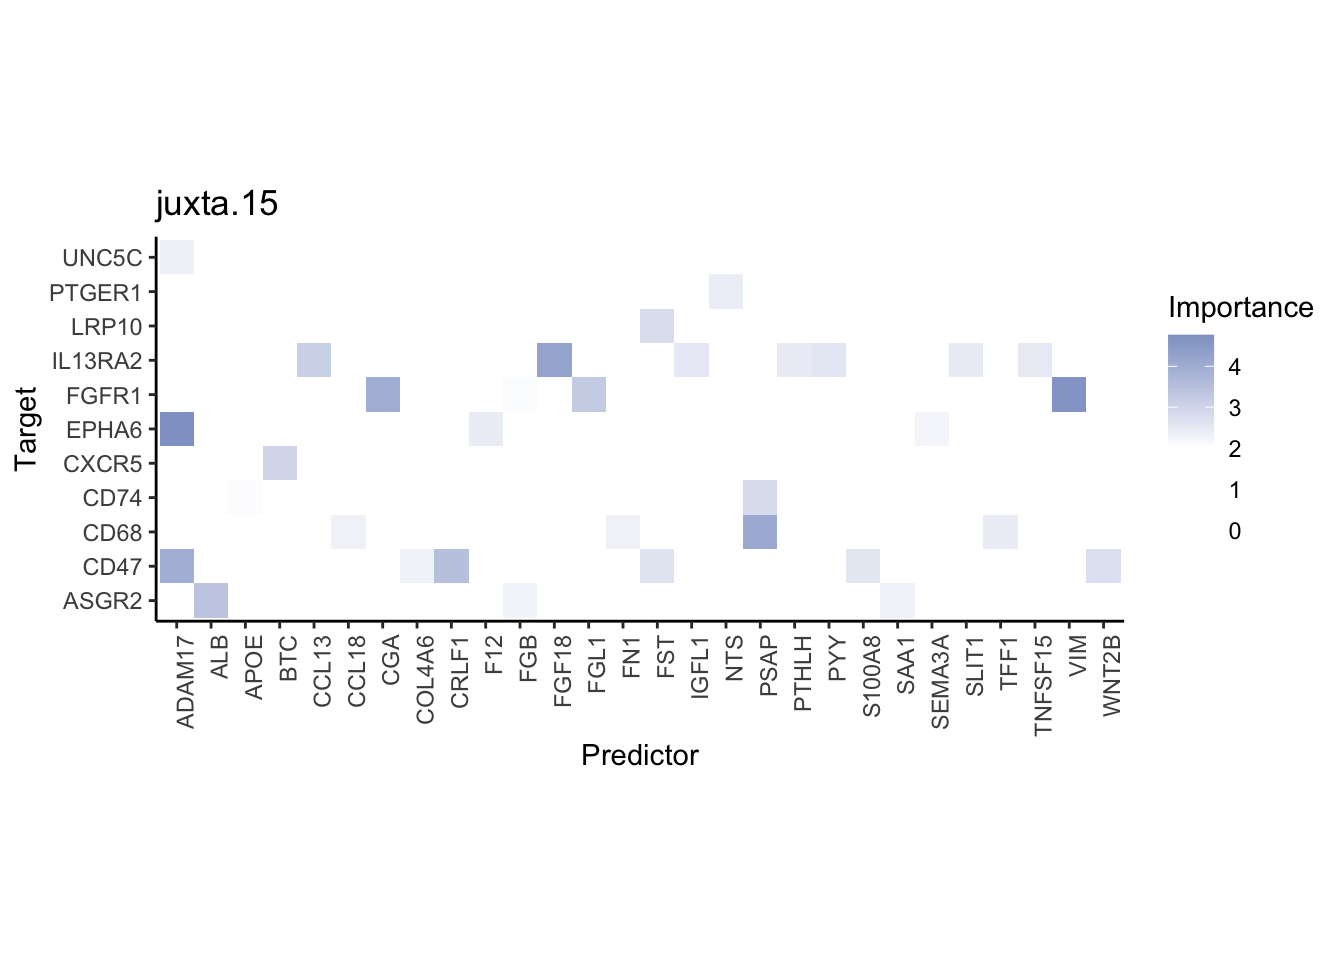 juxta.15
UNC5C
PTGER1
LRP10
IL13RA2
FGFR1
EPHA6
CXCR5
CD74
CD68
CD47
ASGR2
Target
ADAM17
ALB
APOE
BTC
CCL13
CCL18
CGA
COL4A6
CRLF1
F12
FGB
FGF18
FGL1
FN1
FST
IGFL1
NTS
PSAP
PTHLH
PYY
S100A8
SAA1
SEMA3A
SLIT1
TFF1
TNFSF15
VIM
WNT2B
Predictor
Importance
4
3
2
1
0